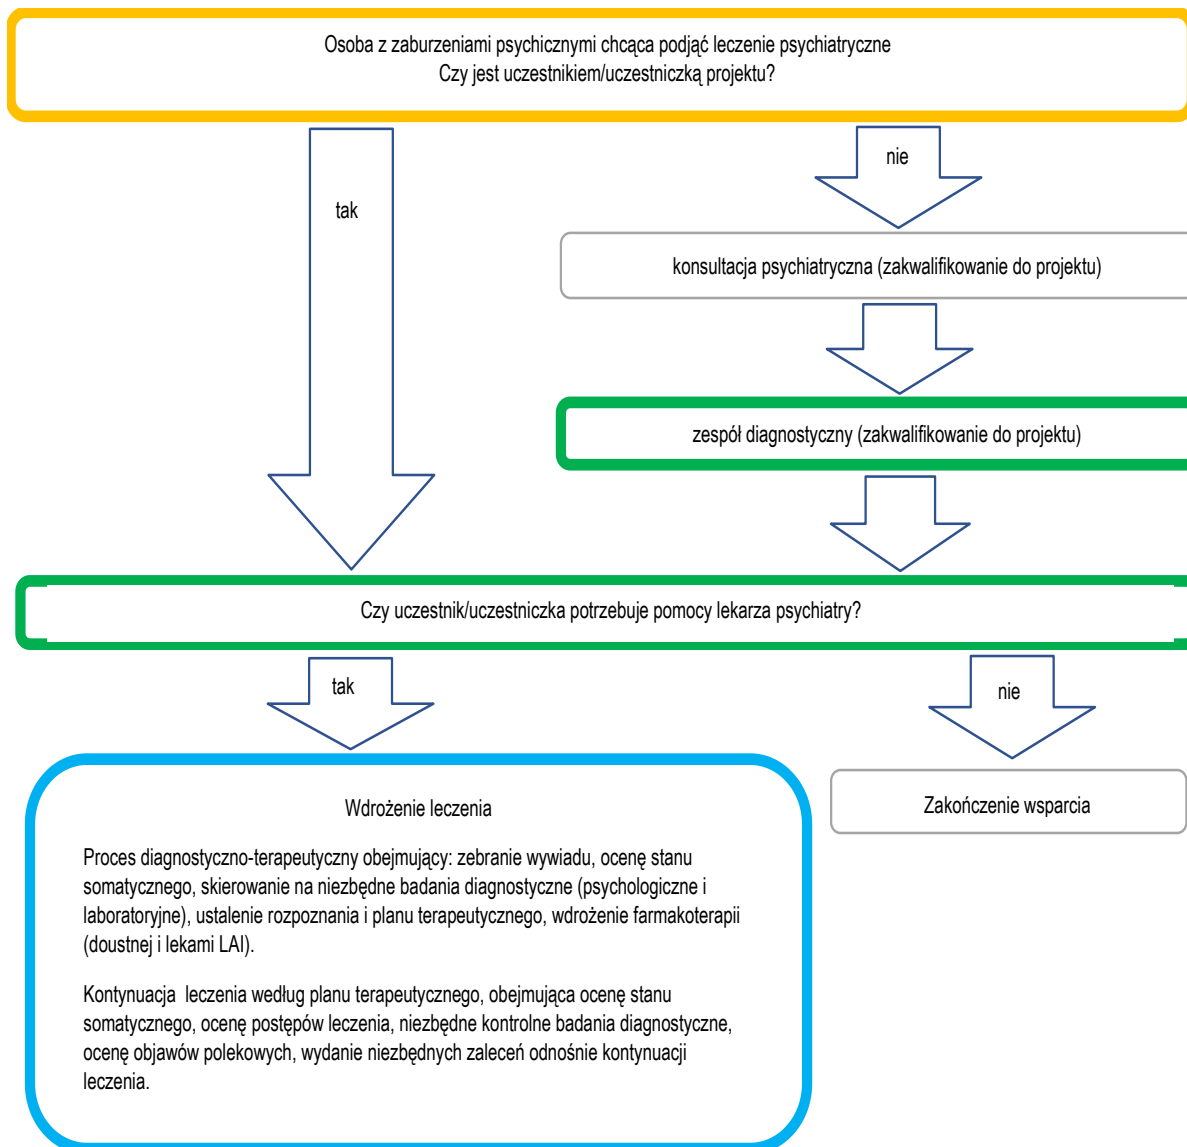 Osoba z zaburzeniami psychicznymi chcąca podjąć leczenie psychiatryczne
Czy jest uczestnikiem/uczestniczką projektu?
nie
tak
konsultacja psychiatryczna (zakwalifikowanie do projektu)
zespół diagnostyczny (zakwalifikowanie do projektu)
Czy uczestnik/uczestniczka potrzebuje pomocy lekarza psychiatry?
tak
nie
Wdrożenie leczenia
Proces diagnostyczno-terapeutyczny obejmujący: zebranie wywiadu, ocenę stanu
somatycznego, skierowanie na niezbędne badania diagnostyczne (psychologiczne i
laboratoryjne), ustalenie rozpoznania i planu terapeutycznego, wdrożenie farmakoterapii
(doustnej i lekami LAI).
Kontynuacja leczenia według planu terapeutycznego, obejmująca ocenę stanu
somatycznego, ocenę postępów leczenia, niezbędne kontrolne badania diagnostyczne,
ocenę objawów polekowych, wydanie niezbędnych zaleceń odnośnie kontynuacji
leczenia.
Zakończenie wsparcia